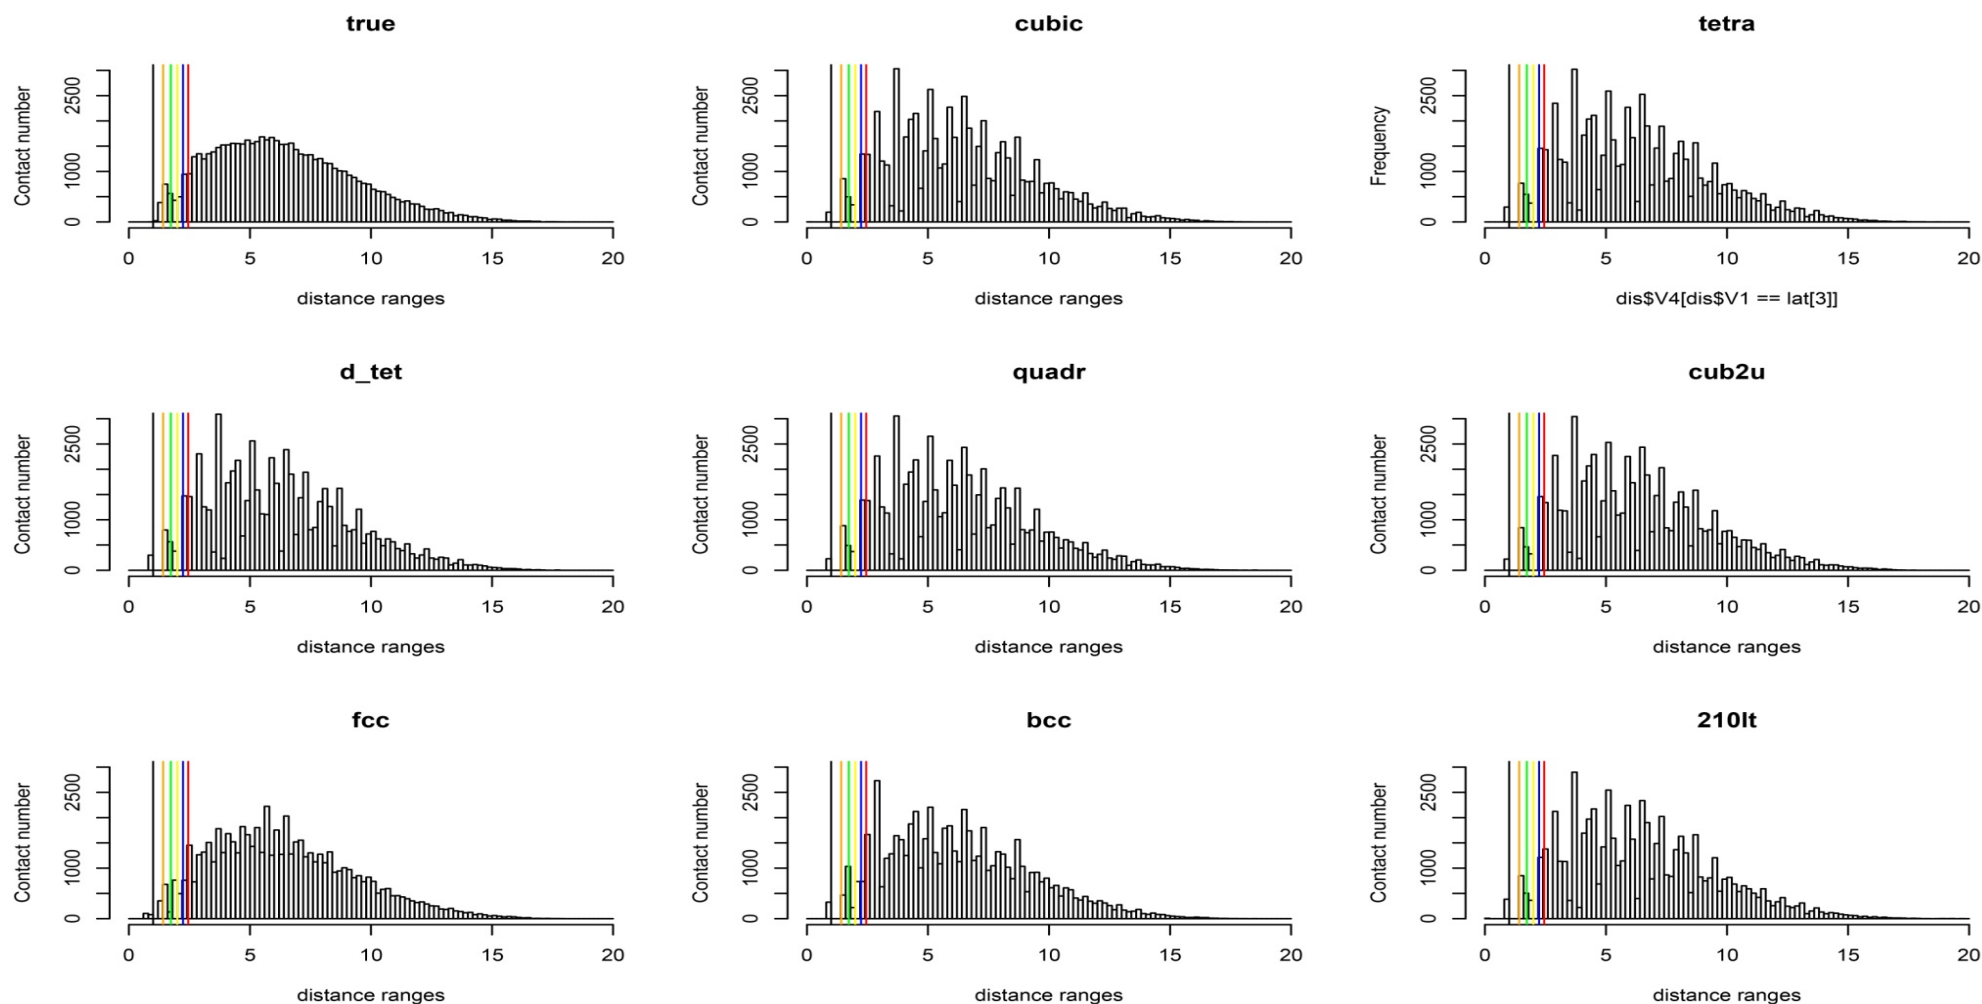 true
Contact number
0 1000 2500
0 5 10 15 20
distance ranges
cubic
Contact number
0 1000 2500
0 5 10 15 20
distance ranges
tetra
Frequency
0 1000 2500
0 5 10 15 20
dis$V4[dis$V1 == lat[3]]
d_tet
Contact number
0 1000 2500
0 5 10 15 20
distance ranges
quadr
Contact number
0 1000 2500
0 5 10 15 20
distance ranges
cub2u
Contact number
0 1000 2500
0 5 10 15 20
distance ranges
fcc
Contact number
0 1000 2500
0 5 10 15 20
distance ranges
bcc
Contact number
0 1000 2500
0 5 10 15 20
distance ranges
210lt
Contact number
0 1000 2500
0 5 10 15 20
distance ranges